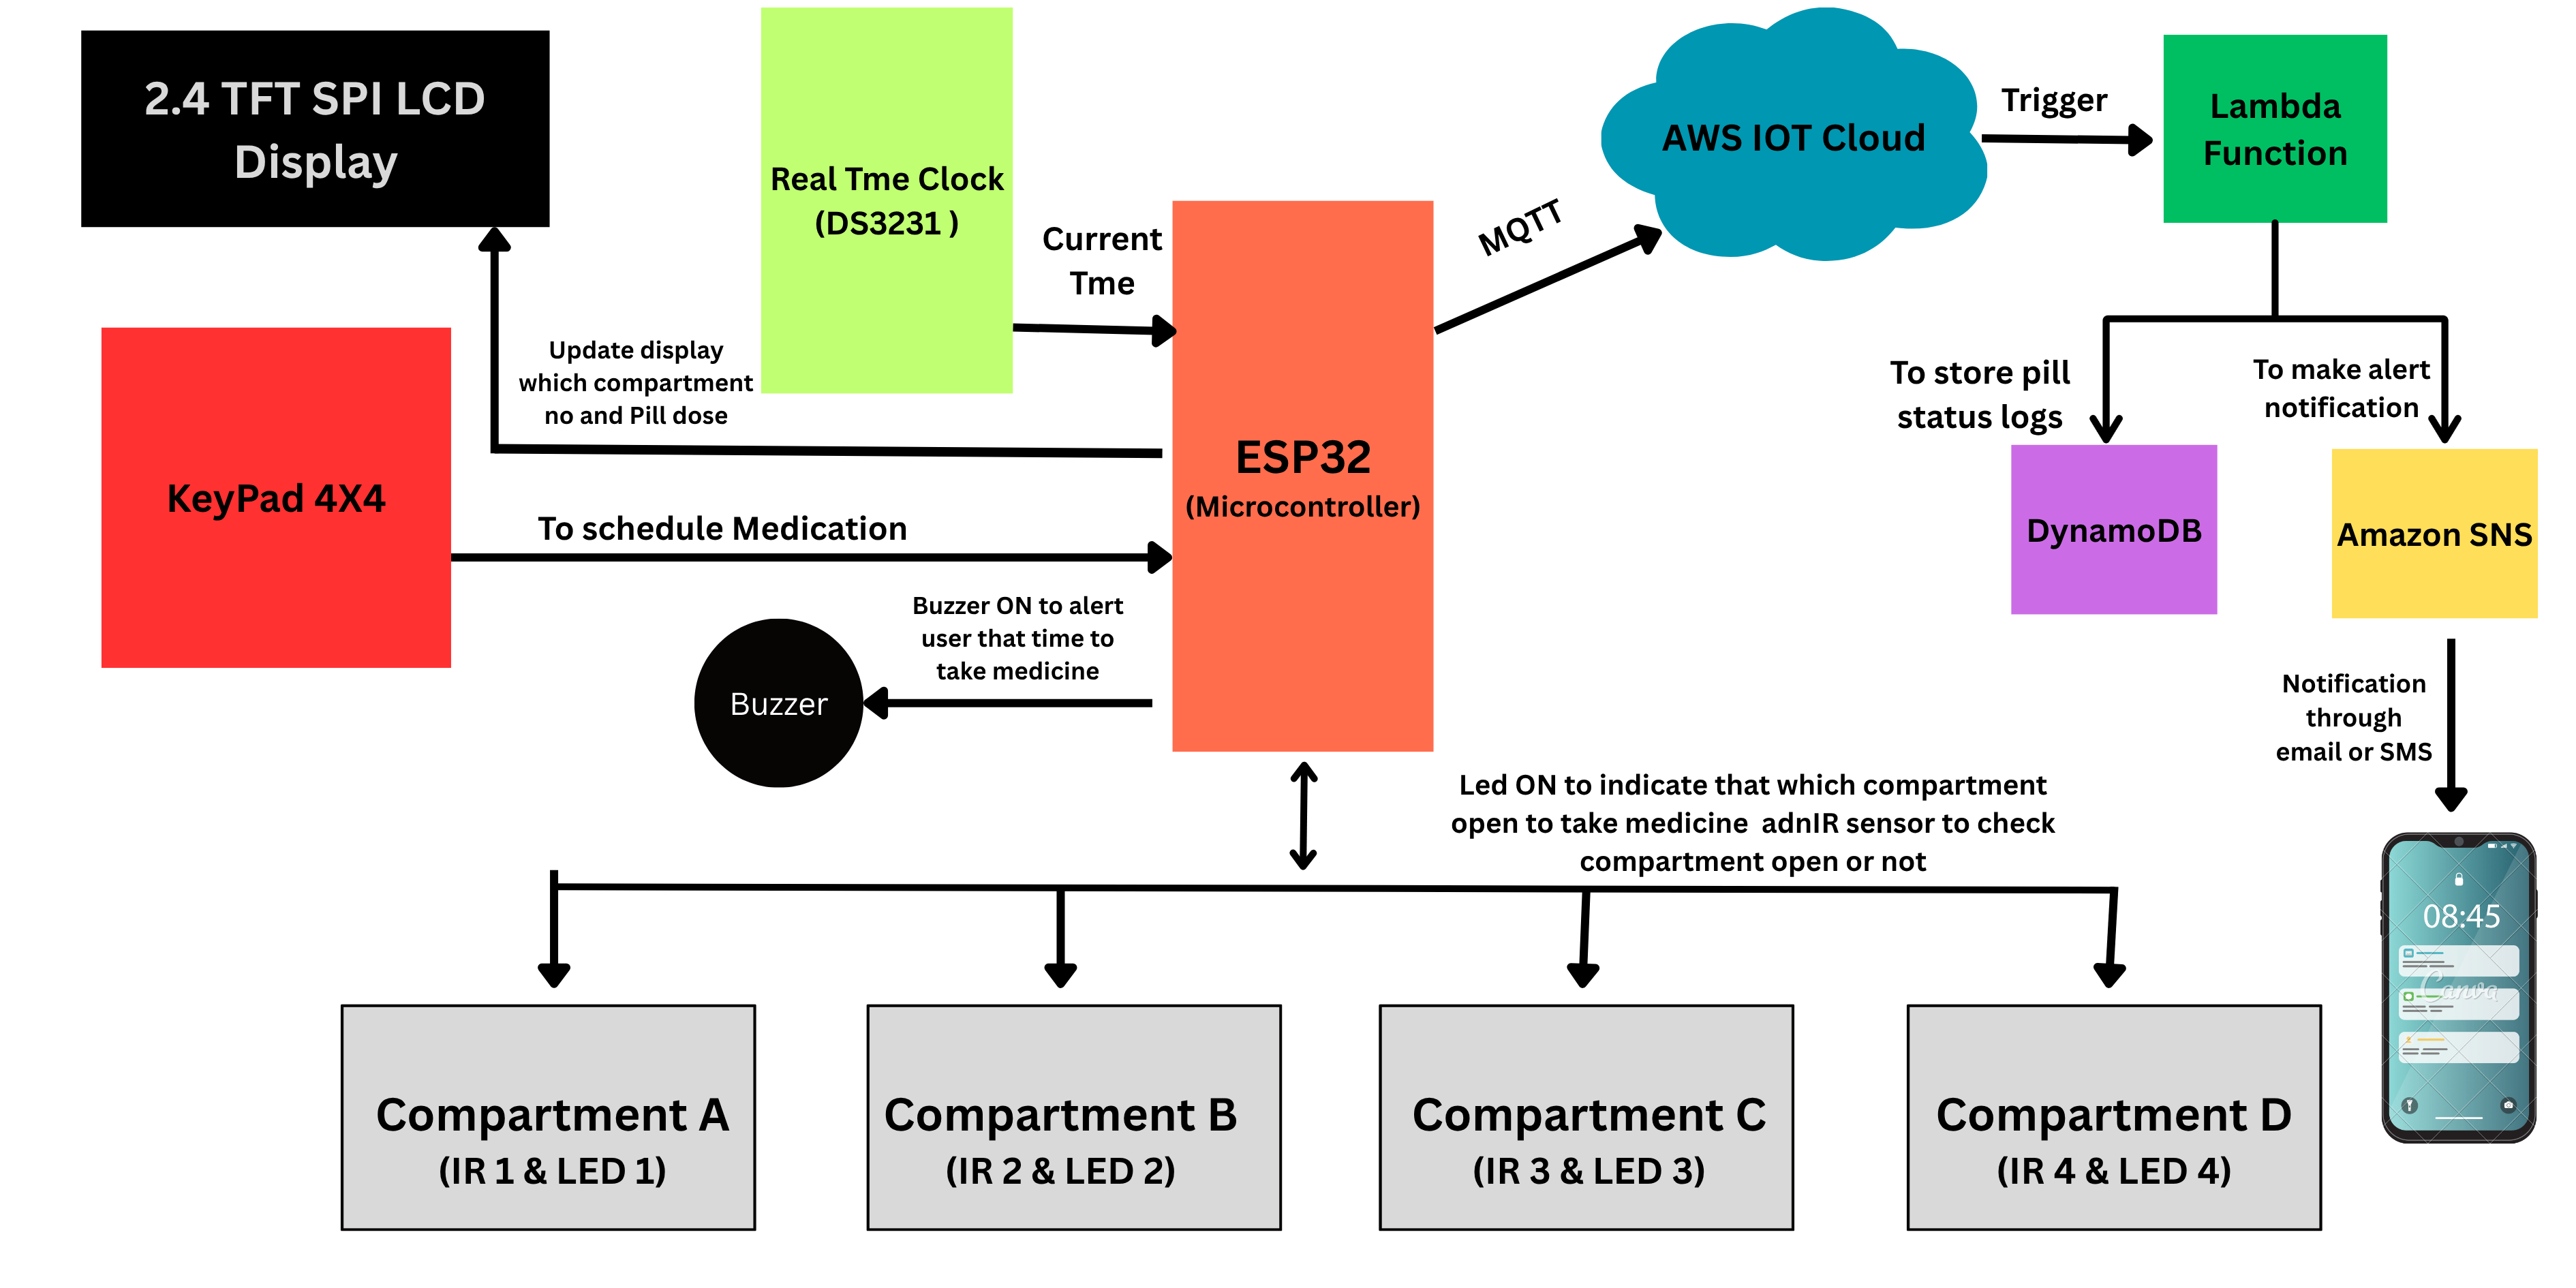 2.4 TFT SPI LCD
Display
Real Tme Clock
(DS3231 )
Current
Tme
MQTT
AWS IOT Cloud
Trigger
Lambda
Function
Update display
which compartment
no and Pill dose
KeyPad 4X4
To schedule Medication
ESP32
(Microcontroller)
Buzzer ON to alert
user that time to
take medicine
Buzzer
To store pill
status logs
To make alert
notification
DynamoDB
Amazon SNS
Notification
through
email or SMS
Led ON to indicate that which compartment
open to take medicine  adnIR sensor to check
compartment open or not
08:45
Canva
Compartment A
(IR 1 & LED 1)
Compartment B
(IR 2 & LED 2)
Compartment C
(IR 3 & LED 3)
Compartment D
(IR 4 & LED 4)